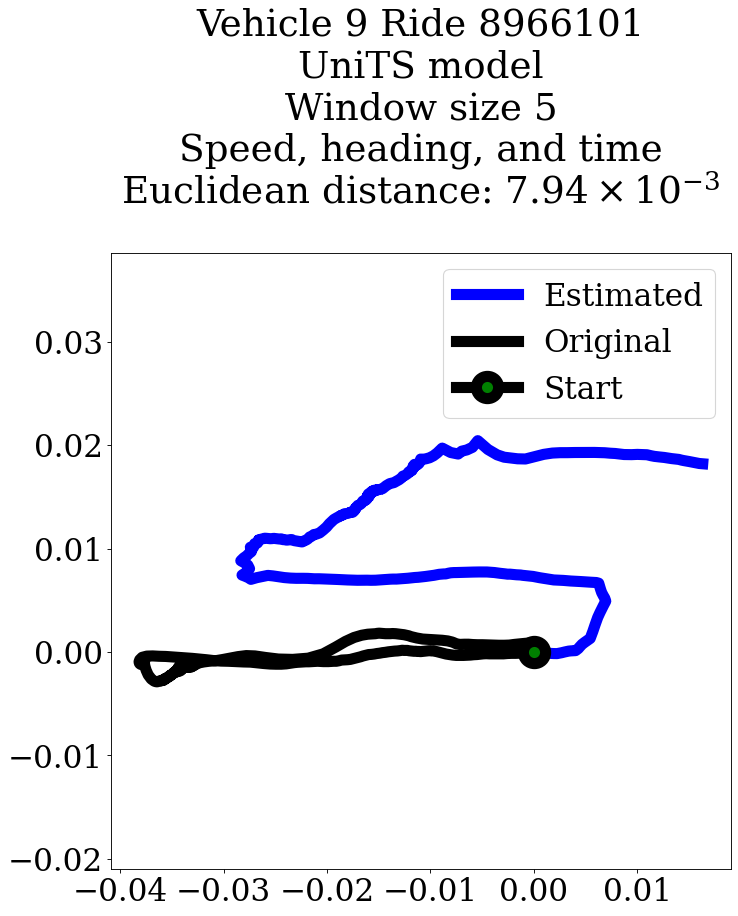 Vehicle 9 Ride 8966101
UniTS model
Window size 5
Speed, heading, and time
Euclidean distance: 7.94 × 10⁻³
Estimated
Original
Start
0.03
0.02
0.01
0.00
−0.01
−0.02
−0.04 −0.03 −0.02 −0.01 0.00 0.01